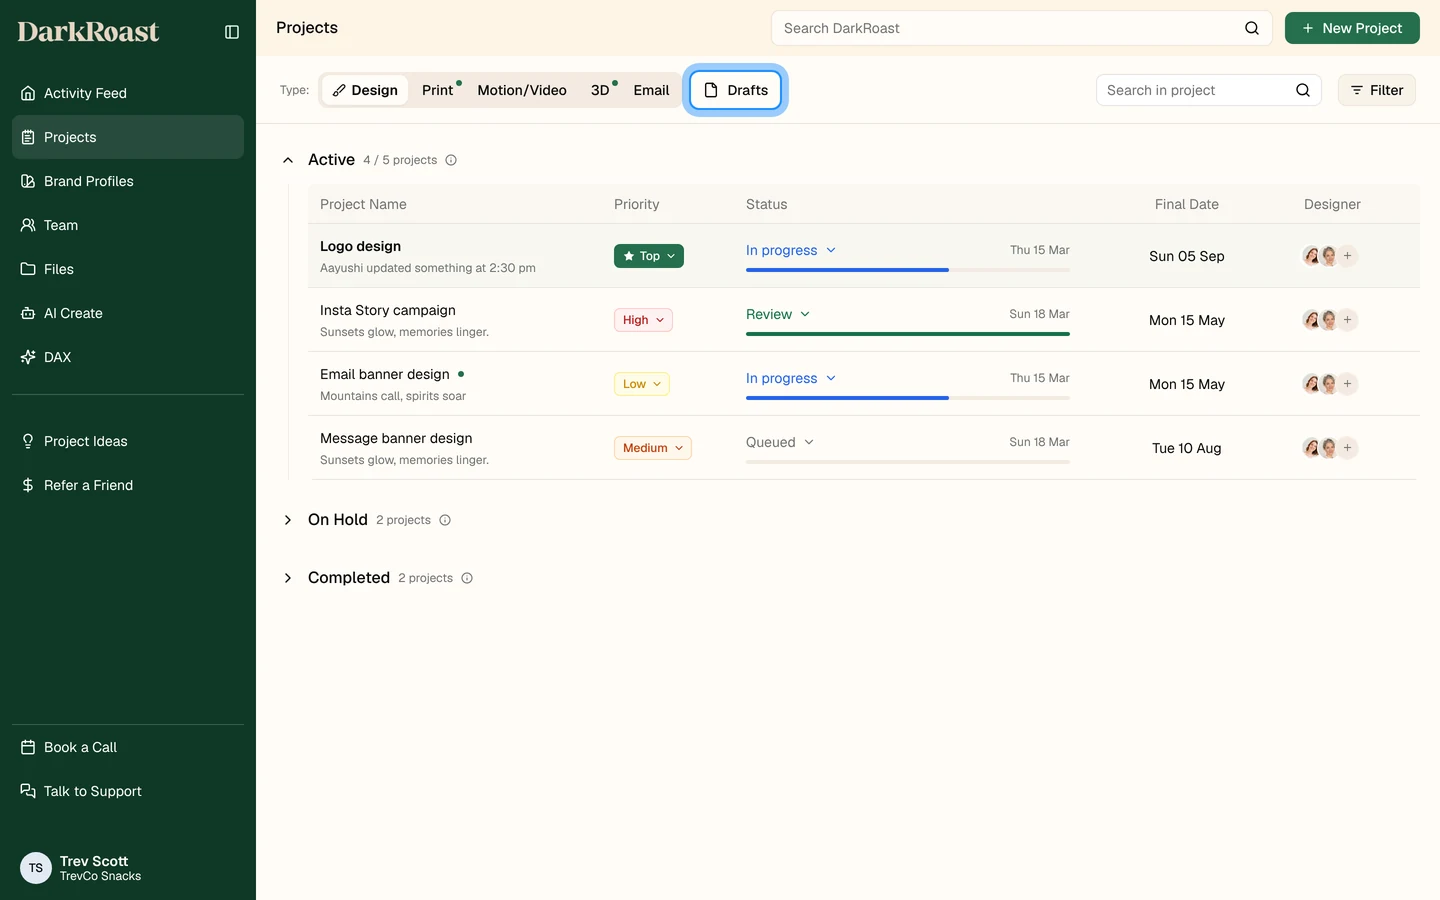 DarkRoast
Activity Feed
Projects
Brand Profiles
Team
Files
AI Create
DAX
Project Ideas
Refer a Friend
Book a Call
Talk to Support
TS
Trev Scott
TrevCo Snacks
Projects
Search DarkRoast
+ New Project
Type:
Design
Print
Motion/Video
3D
Email
Drafts
Search in project
Filter
Active 4 / 5 projects
Project Name Priority Status Final Date Designer
Logo design
Aayushi updated something at 2:30 pm
Top
In progress
Thu 15 Mar
Sun 05 Sep
+
Insta Story campaign
Sunsets glow, memories linger.
High
Review
Sun 18 Mar
Mon 15 May
+
Email banner design
Mountains call, spirits soar
Low
In progress
Thu 15 Mar
Mon 15 May
+
Message banner design
Sunsets glow, memories linger.
Medium
Queued
Sun 18 Mar
Tue 10 Aug
+
On Hold 2 projects
Completed 2 projects